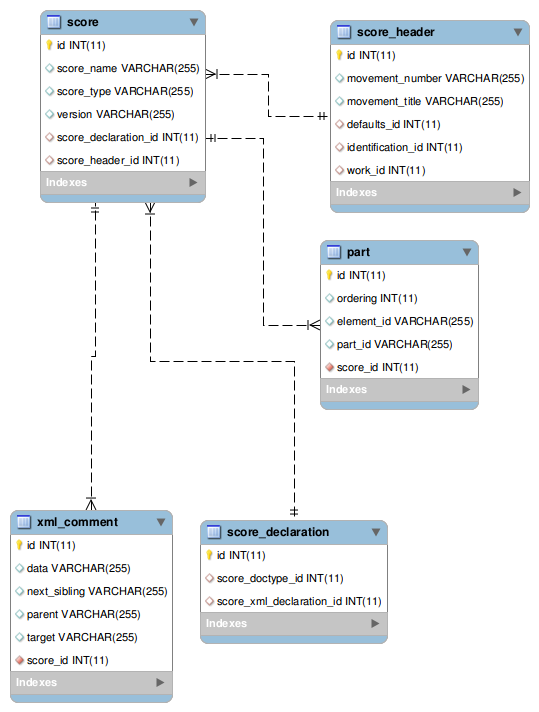 score
id INT(11)
score_name VARCHAR(255)
score_type VARCHAR(255)
version VARCHAR(255)
score_declaration_id INT(11)
score_header_id INT(11)
Indexes
score_header
id INT(11)
movement_number VARCHAR(255)
movement_title VARCHAR(255)
defaults_id INT(11)
identification_id INT(11)
work_id INT(11)
Indexes
part
id INT(11)
ordering INT(11)
element_id VARCHAR(255)
part_id VARCHAR(255)
score_id INT(11)
Indexes
xml_comment
id INT(11)
data VARCHAR(255)
next_sibling VARCHAR(255)
parent VARCHAR(255)
target VARCHAR(255)
score_id INT(11)
Indexes
score_declaration
id INT(11)
score_doctype_id INT(11)
score_xml_declaration_id INT(11)
Indexes